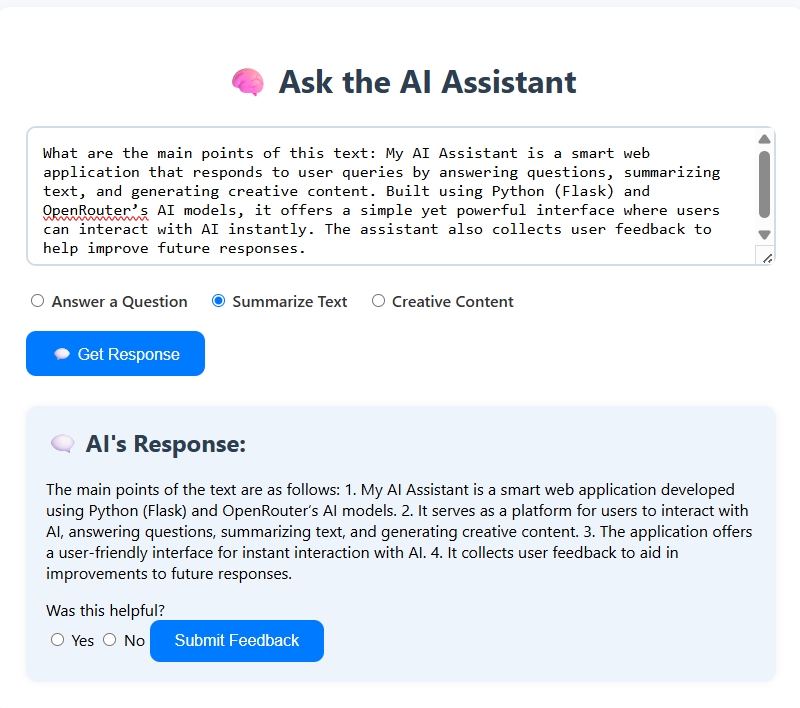 Ask the AI Assistant
What are the main points of this text: My AI Assistant is a smart web
application that responds to user queries by answering questions, summarizing
text, and generating creative content. Built using Python (Flask) and
OpenRouter’s AI models, it offers a simple yet powerful interface where users
can interact with AI instantly. The assistant also collects user feedback to
help improve future responses.
Answer a Question Summarize Text Creative Content
Get Response
AI's Response:
The main points of the text are as follows: 1. My AI Assistant is a smart web application developed
using Python (Flask) and OpenRouter’s AI models. 2. It serves as a platform for users to interact with
AI, answering questions, summarizing text, and generating creative content. 3. The application offers
a user-friendly interface for instant interaction with AI. 4. It collects user feedback to aid in
improvements to future responses.
Was this helpful?
Yes No Submit Feedback